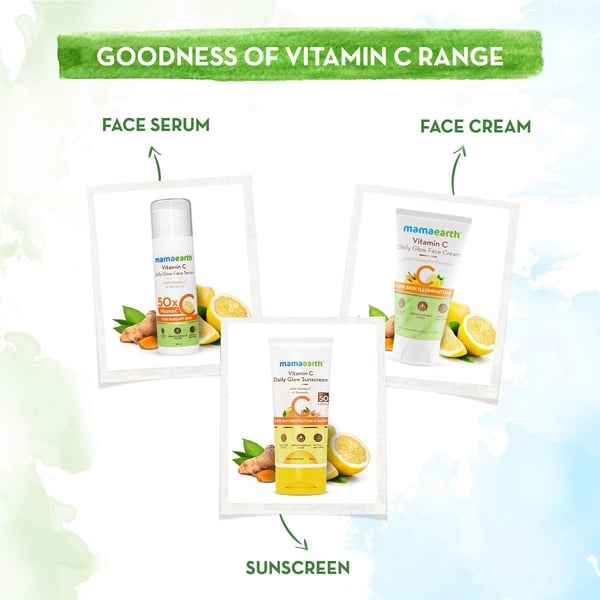 GOODNESS OF VITAMIN C RANGE
FACE SERUM
FACE CREAM
mamaearth
Vitamin C
Daily Glow Face Serum
50x
Vitamin C
C
mamaearth
Vitamin C
Daily Glow Face Cream
C
mamaearth
Vitamin C
Daily Glow Sunscreen
C
50
SUNSCREEN